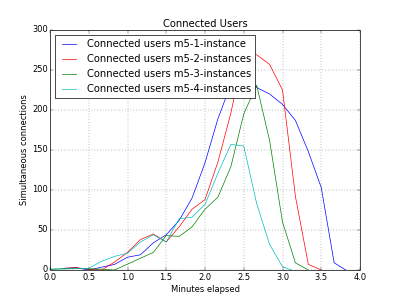 Connected Users
300
250
200
150
100
50
0
Simultaneous connections
Connected users m5-1-instance
Connected users m5-2-instances
Connected users m5-3-instances
Connected users m5-4-instances
0.0 0.5 1.0 1.5 2.0 2.5 3.0 3.5 4.0
Minutes elapsed